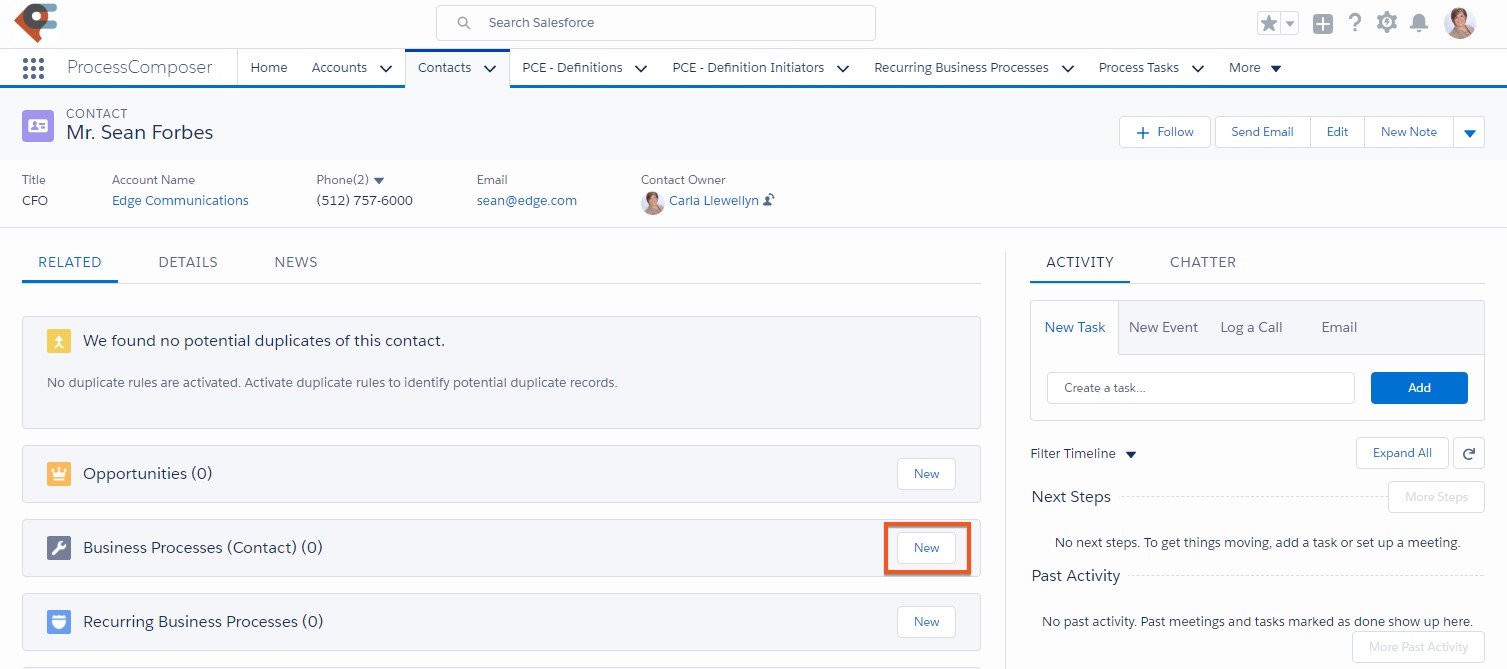 Search Salesforce
ProcessComposer
Home
Accounts
Contacts
PCE - Definitions
PCE - Definition Initiators
Recurring Business Processes
Process Tasks
More
CONTACT
Mr. Sean Forbes
Follow
Send Email
Edit
New Note
Title
Account Name
Phone(2)
Email
Contact Owner
CFO
Edge Communications
(512) 757-6000
sean@edge.com
Carla Llewellyn
RELATED
DETAILS
NEWS
We found no potential duplicates of this contact.
No duplicate rules are activated. Activate duplicate rules to identify potential duplicate records.
Opportunities (0)
New
Business Processes (Contact) (0)
New
Recurring Business Processes (0)
New
ACTIVITY
CHATTER
New Task
New Event
Log a Call
Email
Create a task...
Add
Filter Timeline
Expand All
Next Steps
More Steps
No next steps. To get things moving, add a task or set up a meeting.
Past Activity
No past activity. Past meetings and tasks marked as done show up here.
More Past Activity